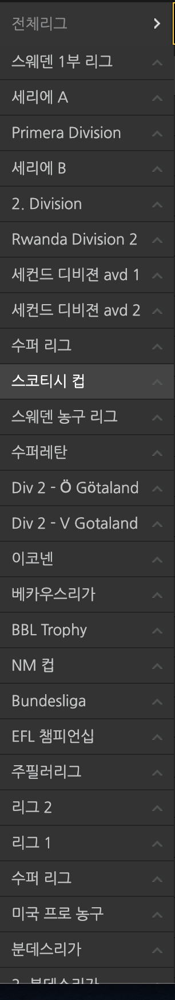 전체리그
스웨덴 1부 리그
세리에 A
Primera Division
세리에 B
2. Division
Rwanda Division 2
세컨드 디비젼 avd 1
세컨드 디비젼 avd 2
수퍼 리그
스코티시 컵
스웨덴 농구 리그
수퍼레탄
Div 2 - Ö Götaland
Div 2 - V Gotaland
이코넨
베카우스리가
BBL Trophy
NM 컵
Bundesliga
EFL 챔피언십
주필러리그
리그 2
리그 1
수퍼 리그
미국 프로 농구
분데스리가